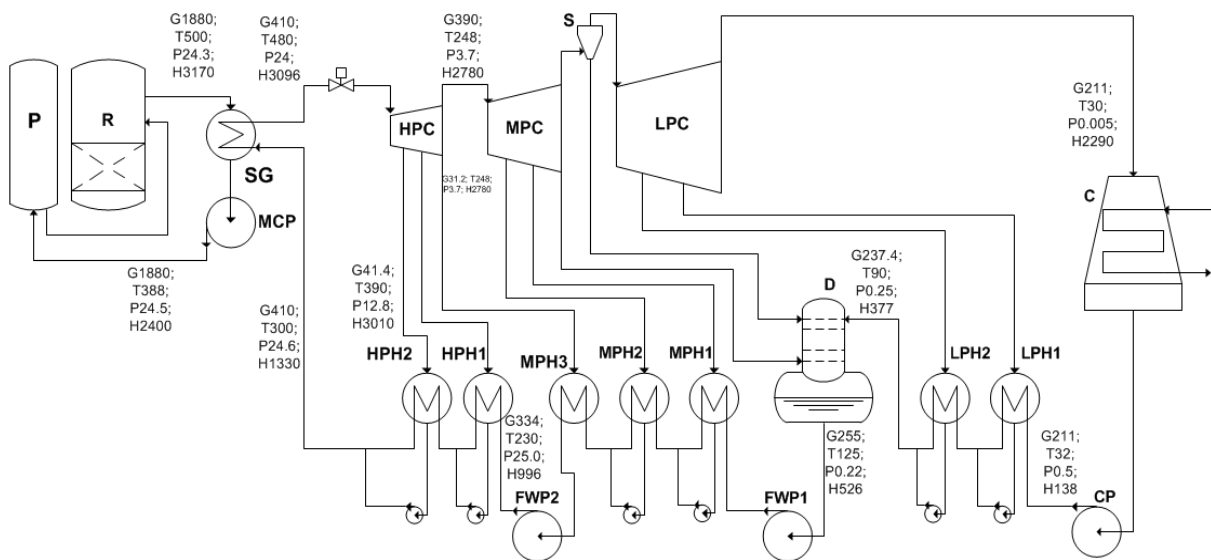 G1880;
T500;
P24.3;
H3170
G410;
T480;
P24;
H3096
G390;
T248;
P3.7;
H2780
S
P
R
HPC
MPC
LPC
G211;
T30;
P0.005;
H2290
SG
G31.2; T248;
P3.7; H2780
C
MCP
G1880;
T388;
P24.5;
H2400
G410;
T300;
P24.6;
H1330
G41.4;
T390;
P12.8;
H3010
D
G237.4;
T90;
P0.25;
H377
HPH2
HPH1
MPH3
MPH2
MPH1
LPH2
LPH1
G334;
T230;
P25.0;
H996
G255;
T125;
P0.22;
H526
G211;
T32;
P0.5;
H138
FWP2
FWP1
CP